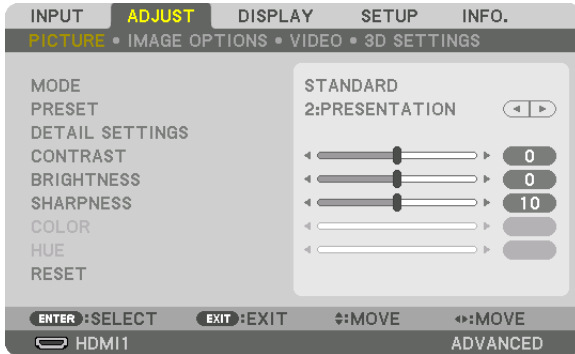 INPUT ADJUST DISPLAY SETUP INFO.
PICTURE • IMAGE OPTIONS • VIDEO • 3D SETTINGS
MODE STANDARD
PRESET 2:PRESENTATION
DETAIL SETTINGS
CONTRAST 0
BRIGHTNESS 0
SHARPNESS 10
COLOR
HUE
RESET
ENTER :SELECT EXIT :EXIT :MOVE :MOVE
HDMI1 ADVANCED